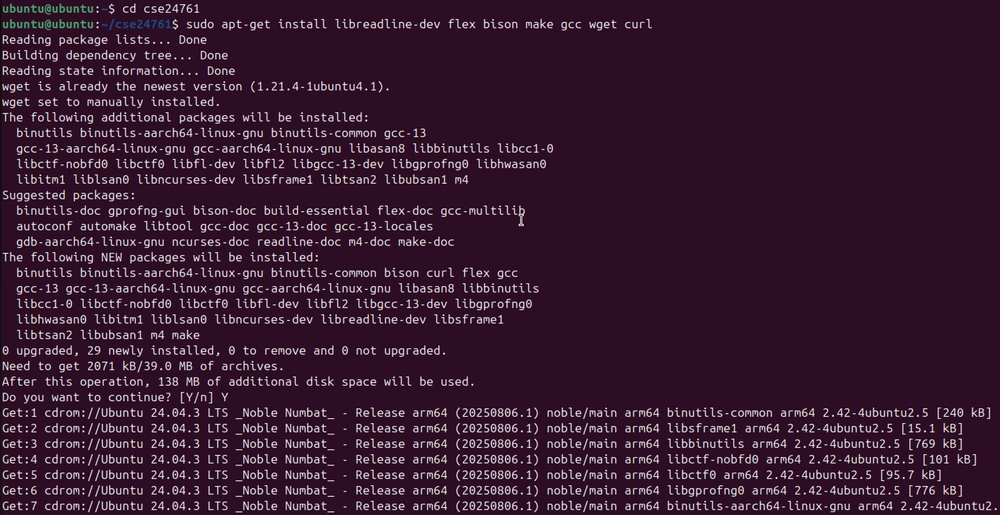 ubuntu@ubuntu:~$ cd cse24761
ubuntu@ubuntu:~/cse24761$ sudo apt-get install libreadline-dev flex bison make gcc wget curl
Reading package lists... Done
Building dependency tree... Done
Reading state information... Done
wget is already the newest version (1.21.4-1ubuntu4.1).
wget set to manually installed.
The following additional packages will be installed:
  binutils binutils-aarch64-linux-gnu binutils-common gcc-13
  gcc-13-aarch64-linux-gnu gcc-aarch64-linux-gnu libasan8 libbinutils libcc1-0
  libctf-nobfd0 libctf0 libfl-dev libfl2 libgcc-13-dev libgprofng0 libhwasan0
  libitm1 liblsan0 libncurses-dev libsframe1 libtsan2 libubsan1 m4
Suggested packages:
  binutils-doc gprofng-gui bison-doc build-essential flex-doc gcc-multilib
  autoconf automake libtool gcc-doc gcc-13-doc gcc-13-locales
  gdb-aarch64-linux-gnu ncurses-doc readline-doc m4-doc make-doc
The following NEW packages will be installed:
  binutils binutils-aarch64-linux-gnu binutils-common bison curl flex gcc
  gcc-13 gcc-13-aarch64-linux-gnu gcc-aarch64-linux-gnu libasan8 libbinutils
  libcc1-0 libctf-nobfd0 libctf0 libfl-dev libfl2 libgcc-13-dev libgprofng0
  libhwasan0 libitm1 liblsan0 libncurses-dev libreadline-dev libsframe1
  libtsan2 libubsan1 m4 make
0 upgraded, 29 newly installed, 0 to remove and 0 not upgraded.
Need to get 2071 kB/39.0 MB of archives.
After this operation, 138 MB of additional disk space will be used.
Do you want to continue? [Y/n] Y
Get:1 cdrom://Ubuntu 24.04.3 LTS _Noble Numbat_ - Release arm64 (20250806.1) noble/main arm64 binutils-common arm64 2.42-4ubuntu2.5 [240 kB]
Get:2 cdrom://Ubuntu 24.04.3 LTS _Noble Numbat_ - Release arm64 (20250806.1) noble/main arm64 libsframe1 arm64 2.42-4ubuntu2.5 [15.1 kB]
Get:3 cdrom://Ubuntu 24.04.3 LTS _Noble Numbat_ - Release arm64 (20250806.1) noble/main arm64 libbinutils arm64 2.42-4ubuntu2.5 [769 kB]
Get:4 cdrom://Ubuntu 24.04.3 LTS _Noble Numbat_ - Release arm64 (20250806.1) noble/main arm64 libctf-nobfd0 arm64 2.42-4ubuntu2.5 [101 kB]
Get:5 cdrom://Ubuntu 24.04.3 LTS _Noble Numbat_ - Release arm64 (20250806.1) noble/main arm64 libctf0 arm64 2.42-4ubuntu2.5 [95.7 kB]
Get:6 cdrom://Ubuntu 24.04.3 LTS _Noble Numbat_ - Release arm64 (20250806.1) noble/main arm64 libgprofng0 arm64 2.42-4ubuntu2.5 [776 kB]
Get:7 cdrom://Ubuntu 24.04.3 LTS _Noble Numbat_ - Release arm64 (20250806.1) noble/main arm64 binutils-aarch64-linux-gnu arm64 2.42-4ubuntu2.